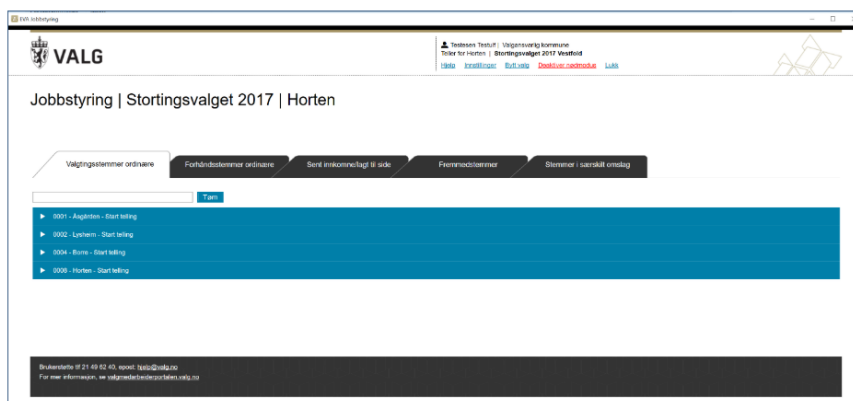 EVA Jobbstyring
VALG
Testesen Testulf | Valgansvarlig kommune
Teller for Horten | Stortingsvalget 2017 Vestfold
Hjelp Innstillinger Bytt valg Deaktiver nødmodus Lukk
Jobbstyring | Stortingsvalget 2017 | Horten
Valgtingsstemmer ordinære Forhåndsstemmer ordinære Sent innkomne/lagt til side Fremmedstemmer Stemmer i særskilt omslag
Tøm
0001 - Åsgården - Start telling
0002 - Lysheim - Start telling
0004 - Borre - Start telling
0008 - Horten - Start telling
Brukerstøtte tlf 21 49 62 40, epost: hjelp@valg.no
For mer informasjon, se valgmedarbeiderportalen.valg.no